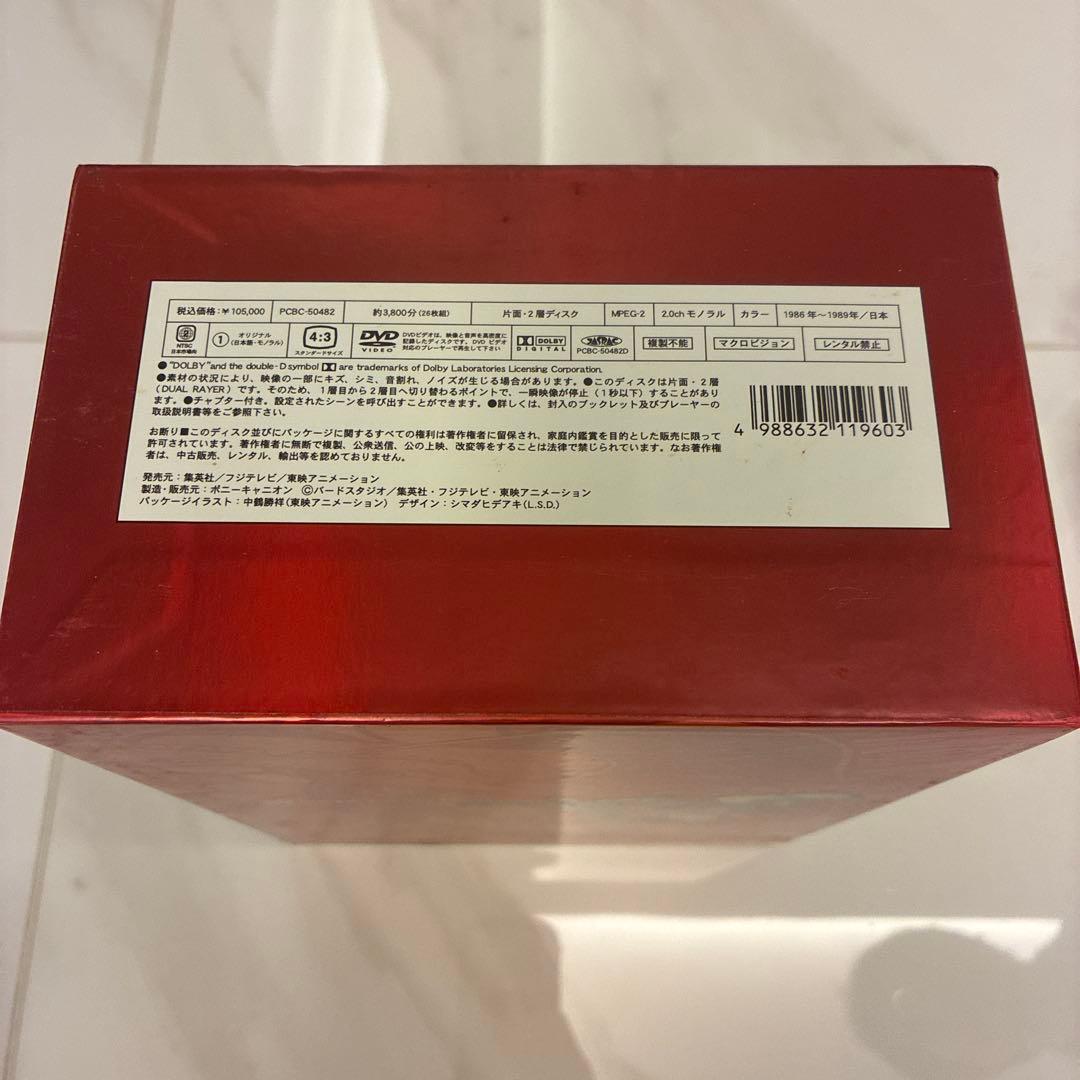 税込価格:¥105,000 PCBC-50482 約3,800分(26枚組) 片面・2層ディスク MPEG-2 2.0chモノラル カラー 1986年〜1989年/日本
2 NTSC 日本市場向 1 オリジナル (日本語・モノラル) 4:3 スタンダードサイズ DVD VIDEO DVDビデオは、映像と音声を高密度に 記録したディスクです。DVDビデオ 対応のプレーヤーで再生して下さい DOLBY DIGITAL JASRAC PCBC-50482D 複製不能 マクロビジョン レンタル禁止
●"DOLBY"and the double-D symbol are trademarks of Dolby Laboratories Licensing Corporation.
●素材の状況により、映像の一部にキズ、シミ、音割れ、ノイズが生じる場合があります。●このディスクは片面・2層
(DUAL RAYER)です。そのため、1層目から2層目へ切り替わるポイントで、一瞬映像が停止(1秒以下)することがあり
ます。●チャプター付き。設定されたシーンを呼び出すことができます。●詳しくは、封入のブックレット及びプレーヤーの
取扱説明書等をご参照下さい。
お断り■このディスク並びにパッケージに関するすべての権利は著作権者に留保され、家庭内鑑賞を目的とした販売に限って
許可されています。著作権者に無断で複製、公衆送信、公の上映、改変等をすることは法律で禁じられています。なお著作権
者は、中古販売、レンタル、輸出等を認めておりません。
発売元:集英社/フジテレビ/東映アニメーション
製造・販売元:ポニーキャニオン Ⓒバードスタジオ/集英社・フジテレビ・東映アニメーション
パッケージイラスト:中鶴勝祥(東映アニメーション) デザイン:シマダヒデアキ(L.S.D.)
4 988632 119603